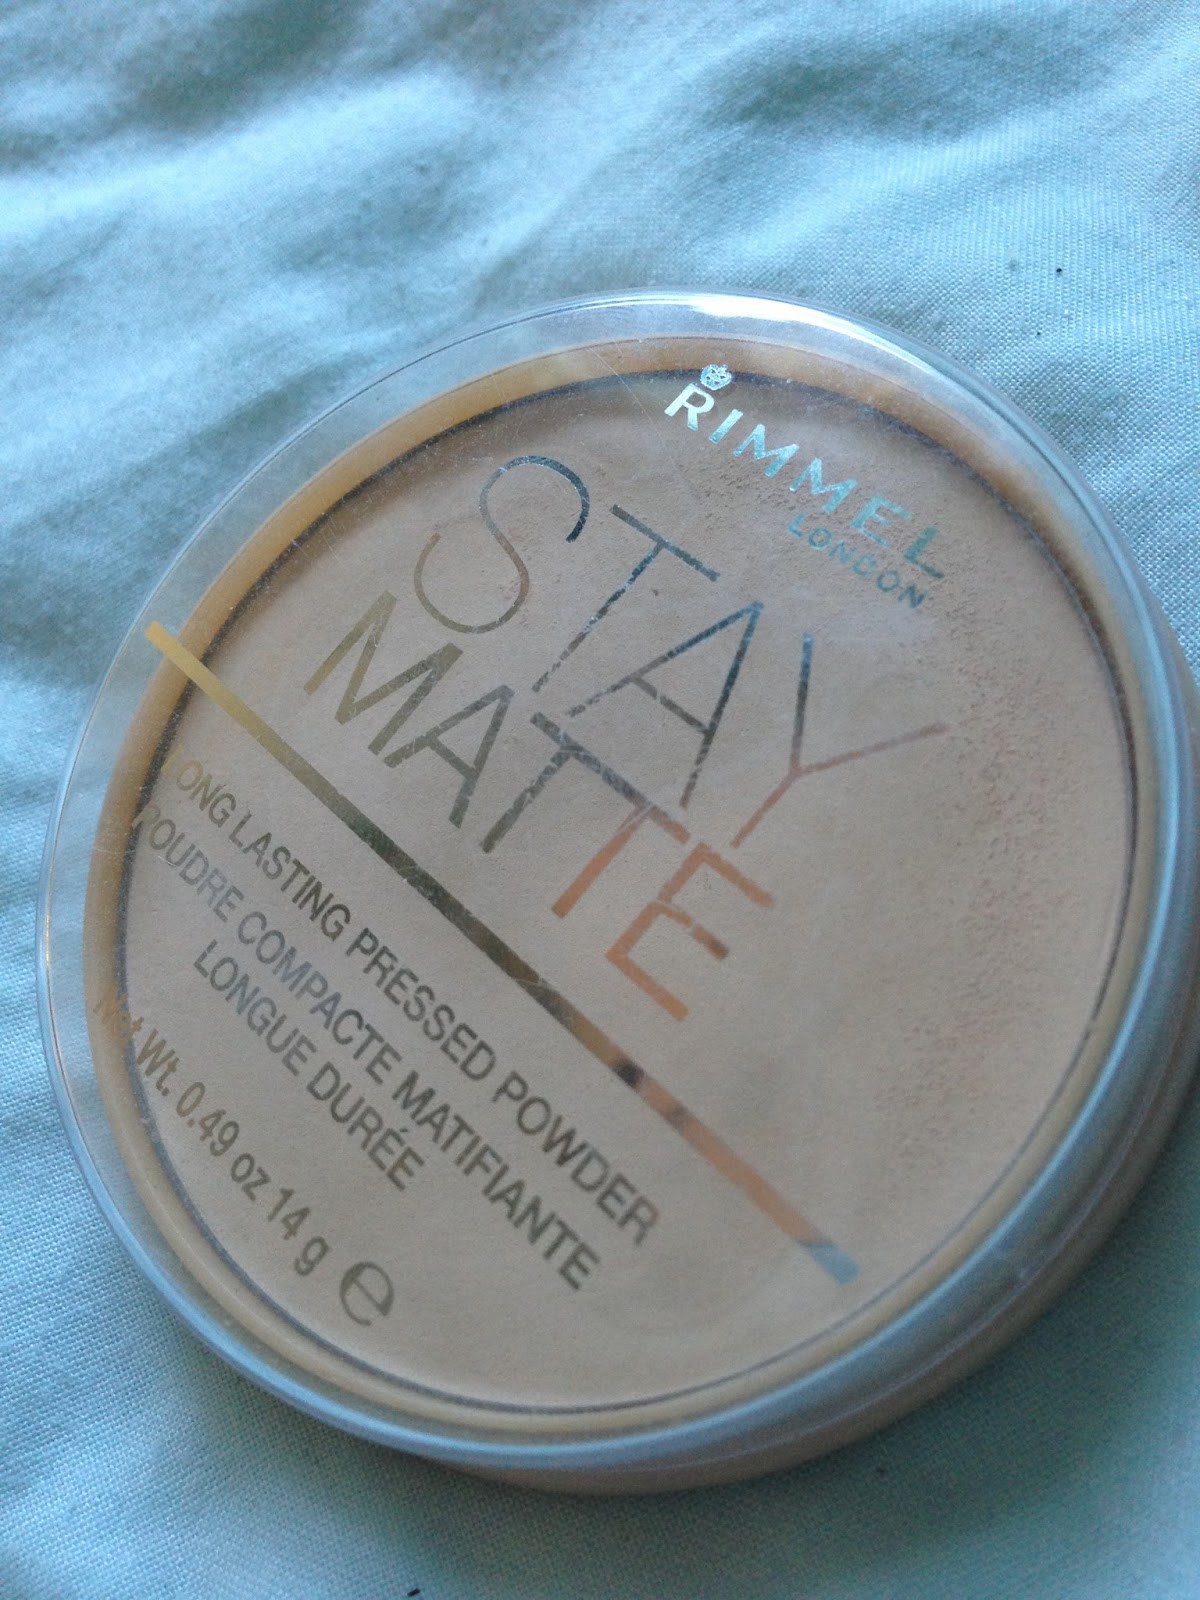 RIMMEL
LONDON
STAY
MATTE
LONG LASTING PRESSED POWDER
POUDRE COMPACTE MATIFIANTE
LONGUE DURÉE
Net Wt. 0.49 oz 14 g ℮